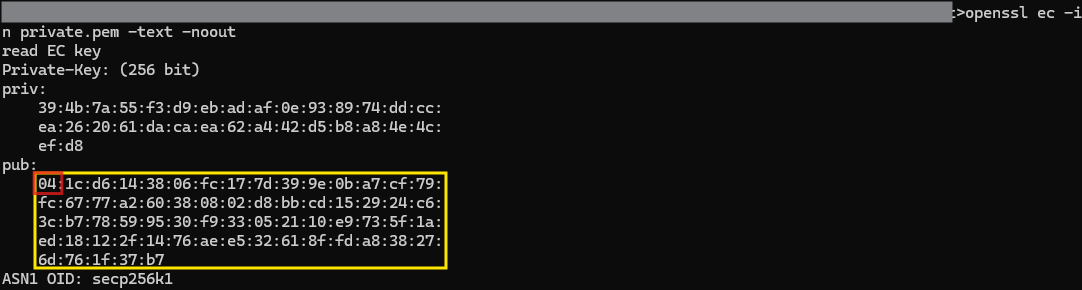 :>openssl ec -i
n private.pem -text -noout
read EC key
Private-Key: (256 bit)
priv:
39:4b:7a:55:f3:d9:eb:ad:af:0e:93:89:74:dd:cc:
ea:26:20:61:da:ca:ea:62:a4:42:d5:b8:a8:4e:4c:
ef:d8
pub:
04:1c:d6:14:38:06:fc:17:7d:39:9e:0b:a7:cf:79:
fc:67:77:a2:60:38:08:02:d8:bb:cd:15:29:24:c6:
3c:b7:78:59:95:30:f9:33:05:21:10:e9:73:5f:1a:
ed:18:12:2f:14:76:ae:e5:32:61:8f:fd:a8:38:27:
6d:76:1f:37:b7
ASN1 OID: secp256k1